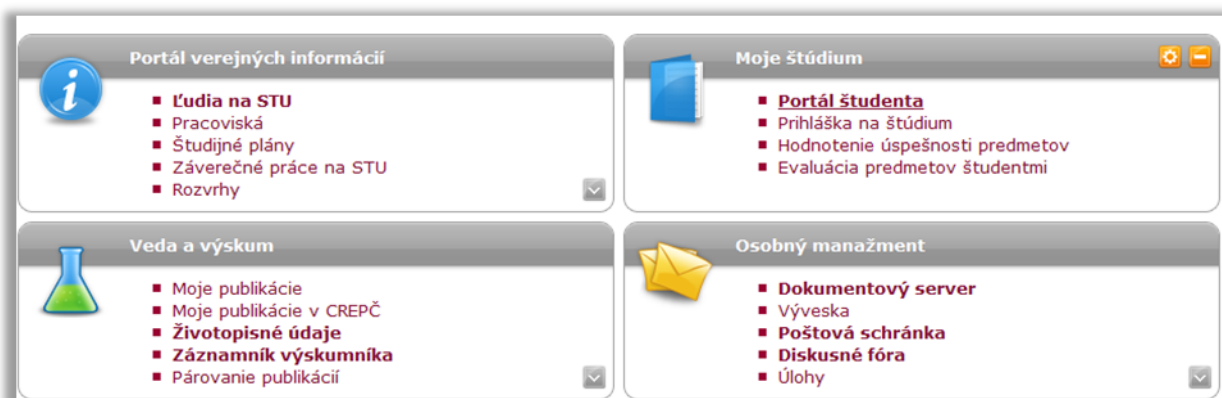 Portál verejných informácií
Ľudia na STU
Pracoviská
Študijné plány
Záverečné práce na STU
Rozvrhy
Moje štúdium
Portál študenta
Prihláška na štúdium
Hodnotenie úspešnosti predmetov
Evaluácia predmetov študentmi
Veda a výskum
Moje publikácie
Moje publikácie v CREPČ
Životopisné údaje
Záznamník výskumníka
Párovanie publikácií
Osobný manažment
Dokumentový server
Výveska
Poštová schránka
Diskusné fóra
Úlohy